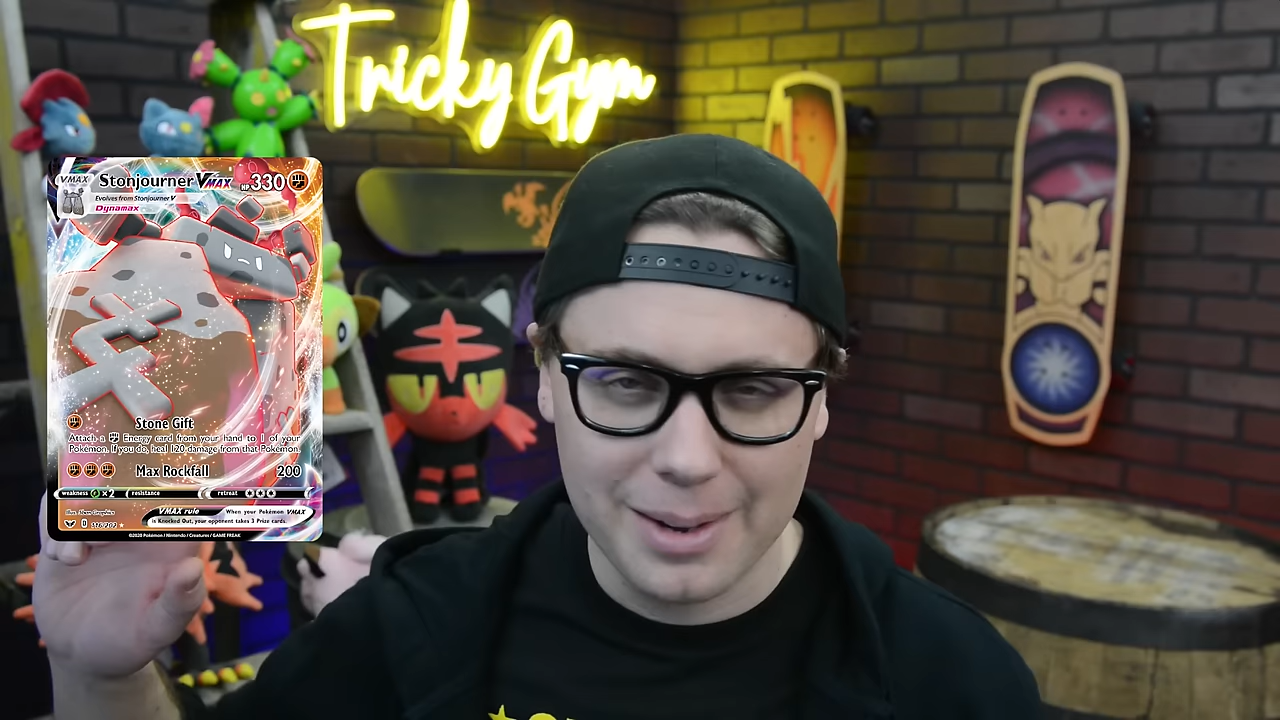 Tricky Gym
VMAX Stonjourner VMAX HP 330
Evolves from Stonjourner V
Dynamax
Stone Gift
Attach a Energy card from your hand to 1 of your
Pokémon. If you do, heal 120 damage from that Pokémon.
Max Rockfall 200
weakness ×2 resistance retreat
VMAX rule When your Pokémon VMAX
is Knocked Out, your opponent takes 3 Prize cards.
116/202
©2020 Pokémon / Nintendo / Creatures / GAME FREAK